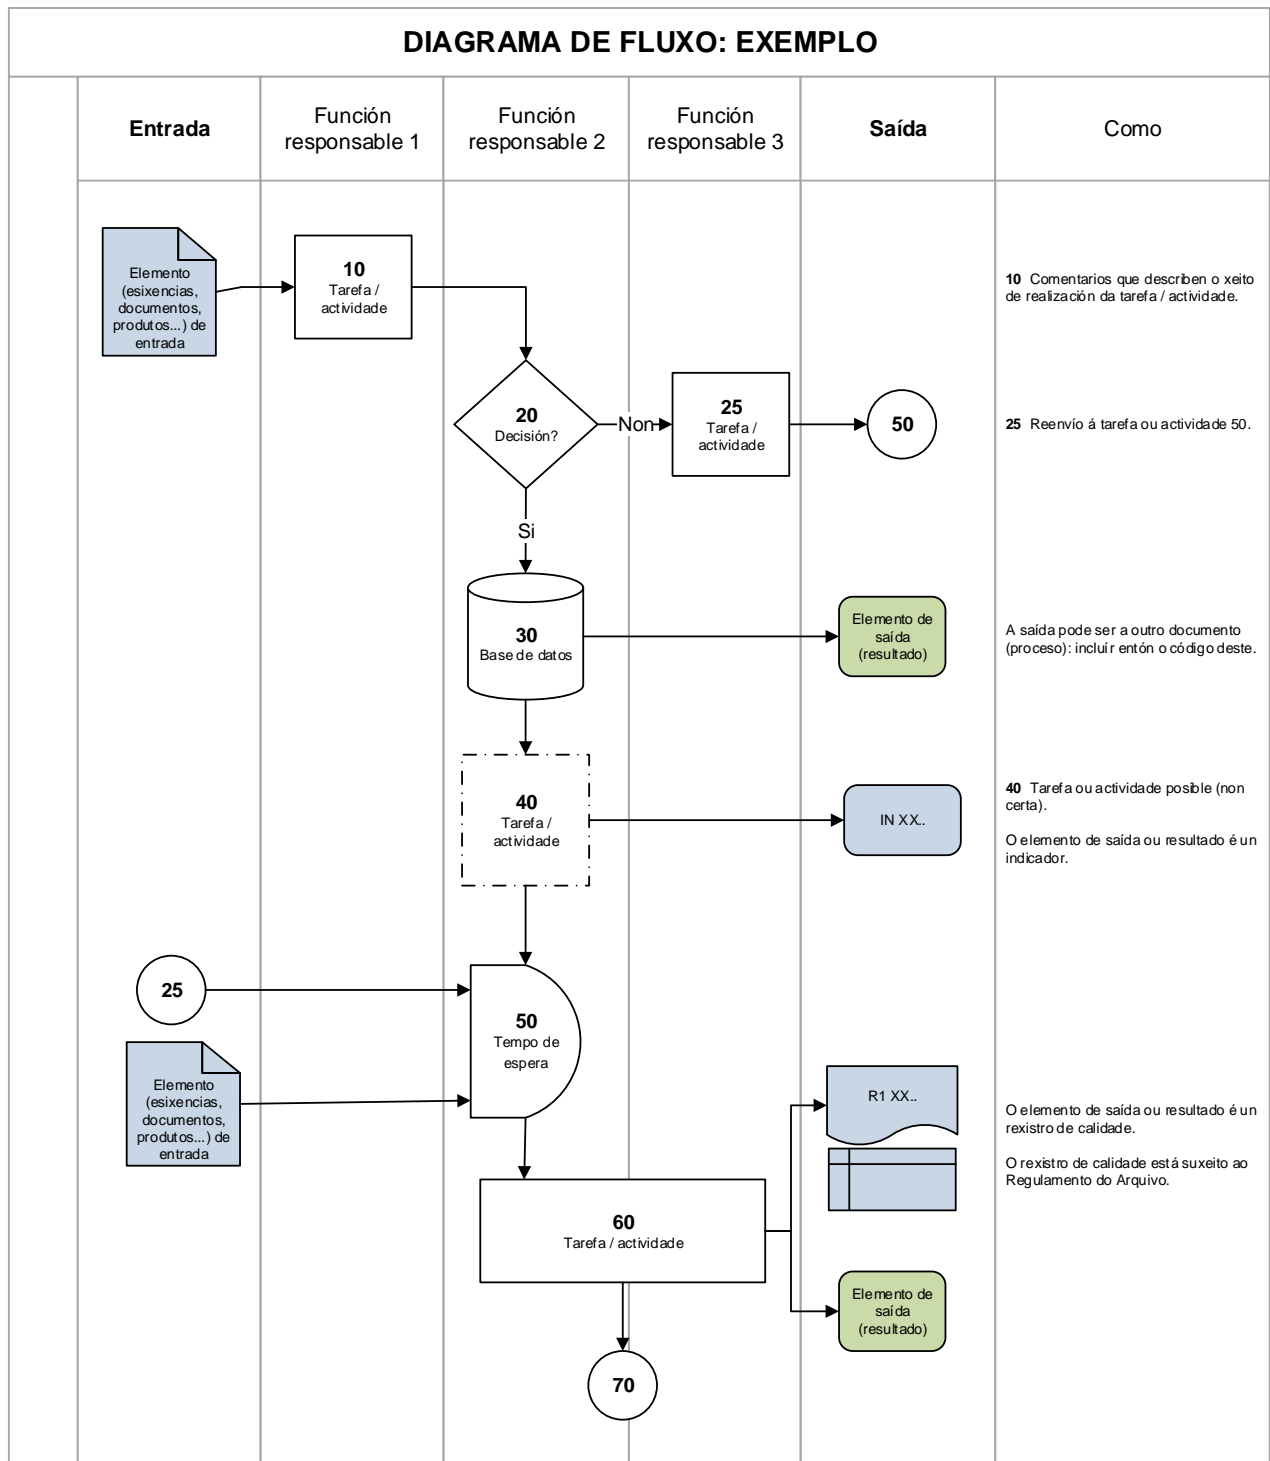 DIAGRAMA DE FLUXO: EXEMPLO
Entrada
Función
responsable 1
Función
responsable 2
Función
responsable 3
Saída
Como
Elemento
(esixencias,
documentos,
produtos...) de
entrada
10
Tarefa /
actividade
10 Comentarios que describen o xeito
de realización da tarefa / actividade.
20
Decisión?
Non
25
Tarefa /
actividade
50
25 Reenvío á tarefa ou actividade 50.
Si
30
Base de datos
Elemento de
saída
(resultado)
A saída pode ser a outro documento
(proceso): incluír entón o código deste.
40
Tarefa /
actividade
IN XX..
40 Tarefa ou actividade posible (non
certa).
O elemento de saída ou resultado é un
indicador.
25
50
Tempo de
espera
Elemento
(esixencias,
documentos,
produtos...) de
entrada
R1 XX..
O elemento de saída ou resultado é un
rexistro de calidade.
O rexistro de calidade está suxeito ao
Regulamento do Arquivo.
60
Tarefa / actividade
Elemento de
saída
(resultado)
70